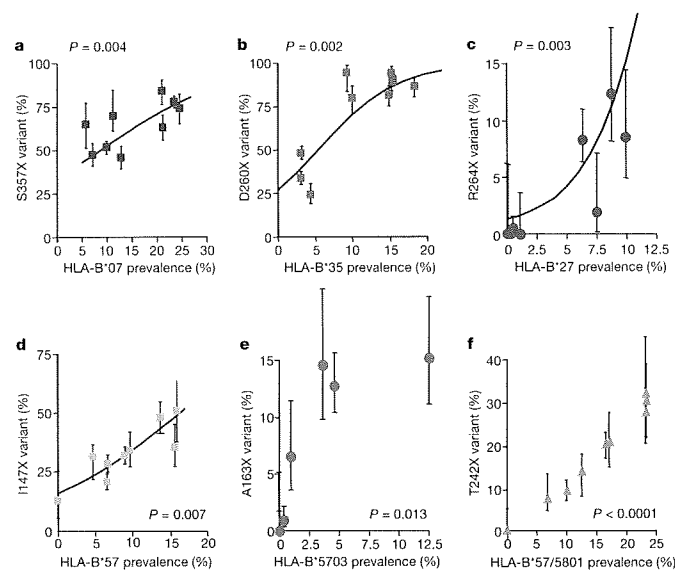 a
P = 0.004
S357X variant (%)
100
75
50
25
0
0 5 10 15 20 25 30
HLA-B*07 prevalence (%)
b
P = 0.002
D260X variant (%)
100
75
50
25
0
0 5 10 15 20
HLA-B*35 prevalence (%)
c
P = 0.003
R264X variant (%)
15
10
5
0
0 2.5 5 7.5 10 12.5
HLA-B*27 prevalence (%)
d
I147X variant (%)
75
50
25
0
0 5 10 15 20
P = 0.007
HLA-B*57 prevalence (%)
e
A163X variant (%)
15
10
5
0
0 2.5 5 7.5 10 12.5
P = 0.013
HLA-B*5703 prevalence (%)
f
T242X variant (%)
40
30
20
10
0
0 5 10 15 20 25
P < 0.0001
HLA-B*57/5801 prevalence (%)